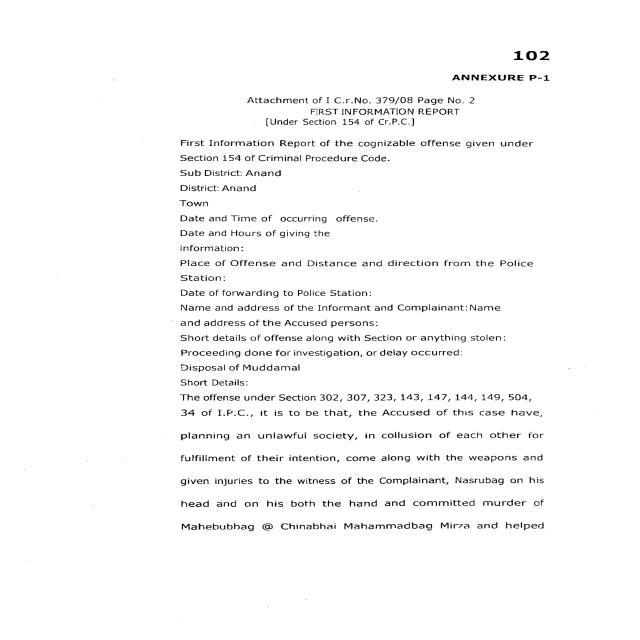 102
ANNEXURE P-1
Attachment of I C.r.No. 379/08 Page No. 2
FIRST INFORMATION REPORT
[Under Section 154 of Cr.P.C.]
First Information Report of the cognizable offense given under
Section 154 of Criminal Procedure Code.
Sub District: Anand
District: Anand
Town
Date and Time of occurring offense.
Date and Hours of giving the
information:
Place of Offense and Distance and direction from the Police
Station:
Date of forwarding to Police Station:
Name and address of the Informant and Complainant: Name
and address of the Accused persons:
Short details of offense along with Section or anything stolen:
Proceeding done for investigation, or delay occurred:
Disposal of Muddamal
Short Details:
The offense under Section 302, 307, 323, 143, 147, 144, 149, 504,
34 of I.P.C., it is to be that, the Accused of this case have,
planning an unlawful society, in collusion of each other for
fulfillment of their intention, come along with the weapons and
given injuries to the witness of the Complainant, Nasrubag on his
head and on his both the hand and committed murder of
Mahebubhag @ Chinabhai Mahammadbag Mirza and helped